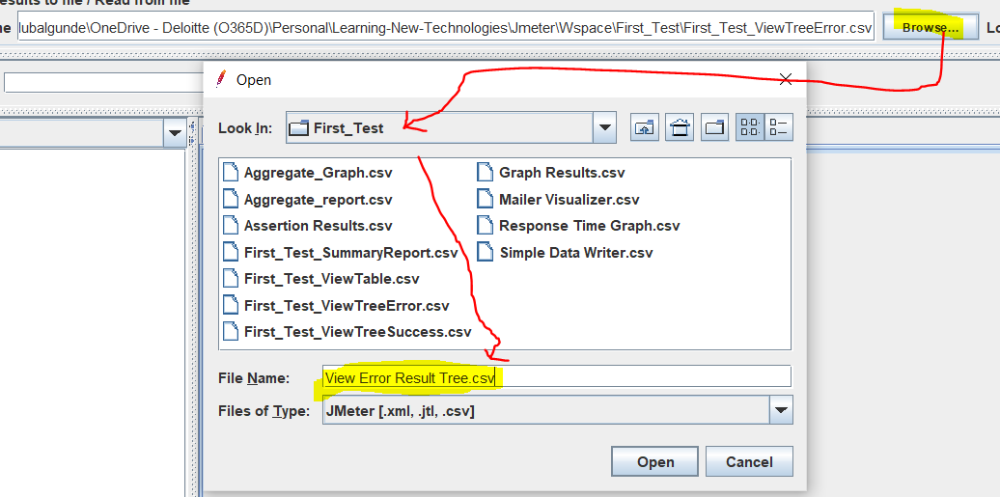 esults to file / Read from file
e lubalgunde\OneDrive - Deloitte (O365D)\Personal\Learning-New-Technologies\Jmeter\Wspace\First_Test\First_Test_ViewTreeError.csv Browse... Lo
Open
Look In: First_Test
Aggregate_Graph.csv Graph Results.csv
Aggregate_report.csv Mailer Visualizer.csv
Assertion Results.csv Response Time Graph.csv
First_Test_SummaryReport.csv Simple Data Writer.csv
First_Test_ViewTable.csv
First_Test_ViewTreeError.csv
First_Test_ViewTreeSuccess.csv
File Name: View Error Result Tree.csv
Files of Type: JMeter [.xml, .jtl, .csv]
Open Cancel